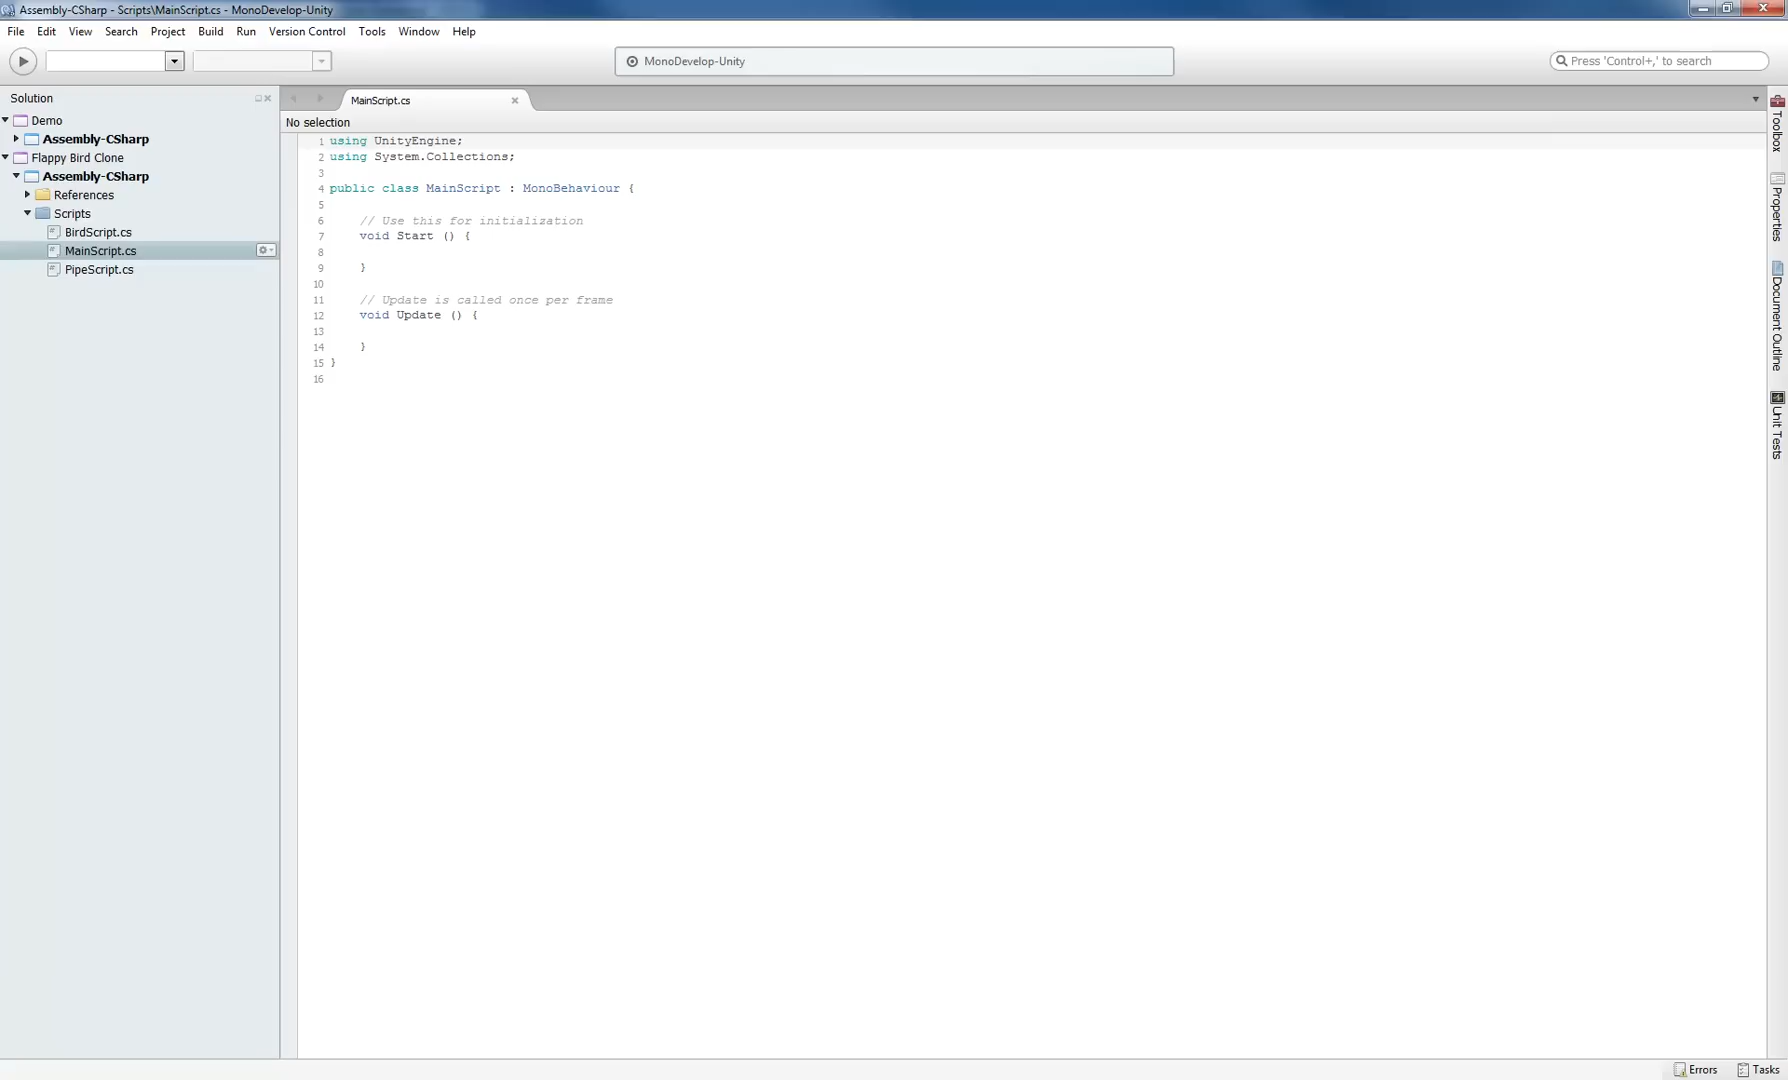 Assembly-CSharp - Scripts\MainScript.cs - MonoDevelop-Unity
File Edit View Search Project Build Run Version Control Tools Window Help
MonoDevelop-Unity
Press 'Control+,' to search
Solution
Demo
Assembly-CSharp
Flappy Bird Clone
Assembly-CSharp
References
Scripts
BirdScript.cs
MainScript.cs
PipeScript.cs
MainScript.cs
No selection
1 using UnityEngine;
2 using System.Collections;
3
4 public class MainScript : MonoBehaviour {
5
6 // Use this for initialization
7 void Start () {
8
9 }
10
11 // Update is called once per frame
12 void Update () {
13
14 }
15 }
16
Toolbox
Properties
Document Outline
Unit Tests
Errors Tasks